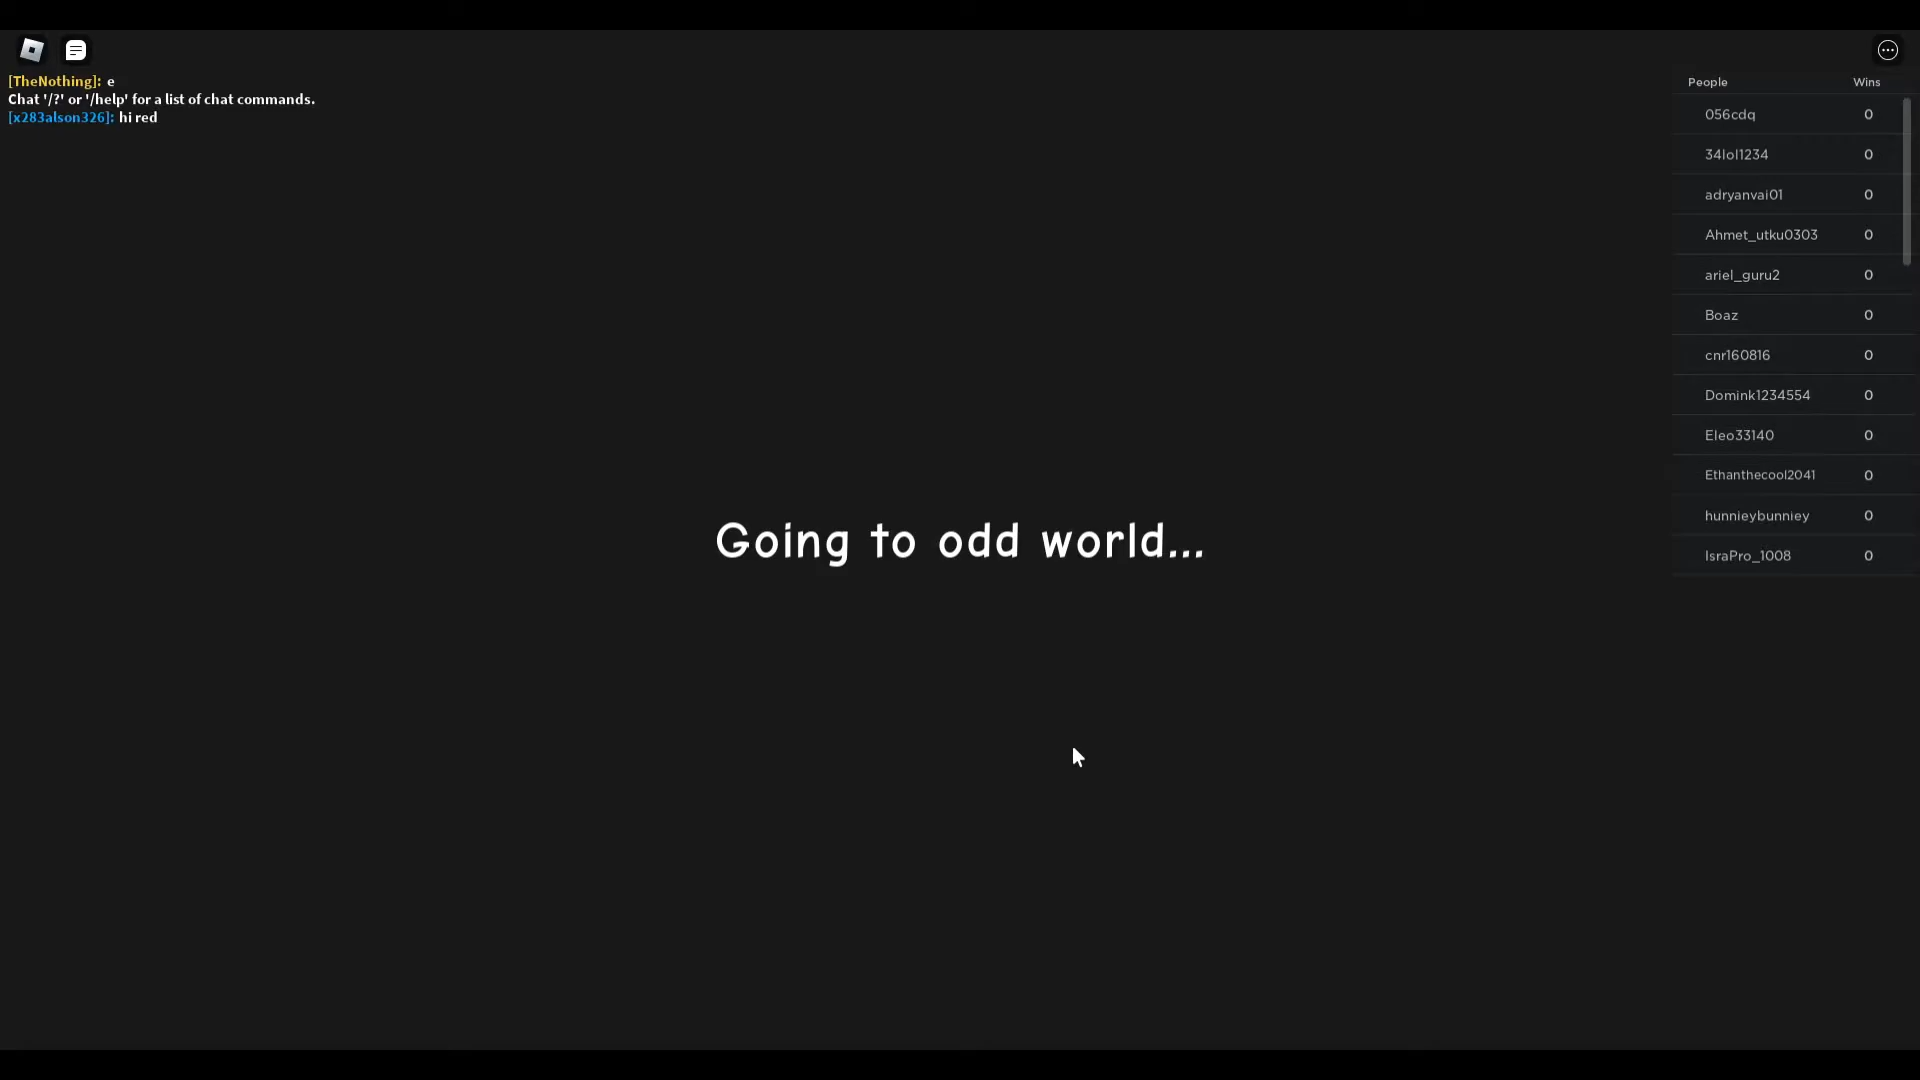 [TheNothing]: e
Chat '/?' or '/help' for a list of chat commands.
[x283alson326]: hi red
People Wins
056cdq 0
34lol1234 0
adryanvai01 0
Ahmet_utku0303 0
ariel_guru2 0
Boaz 0
cnr160816 0
Domink1234554 0
Eleo33140 0
Ethanthecool2041 0
hunnieybunniey 0
IsraPro_1008 0
Going to odd world...